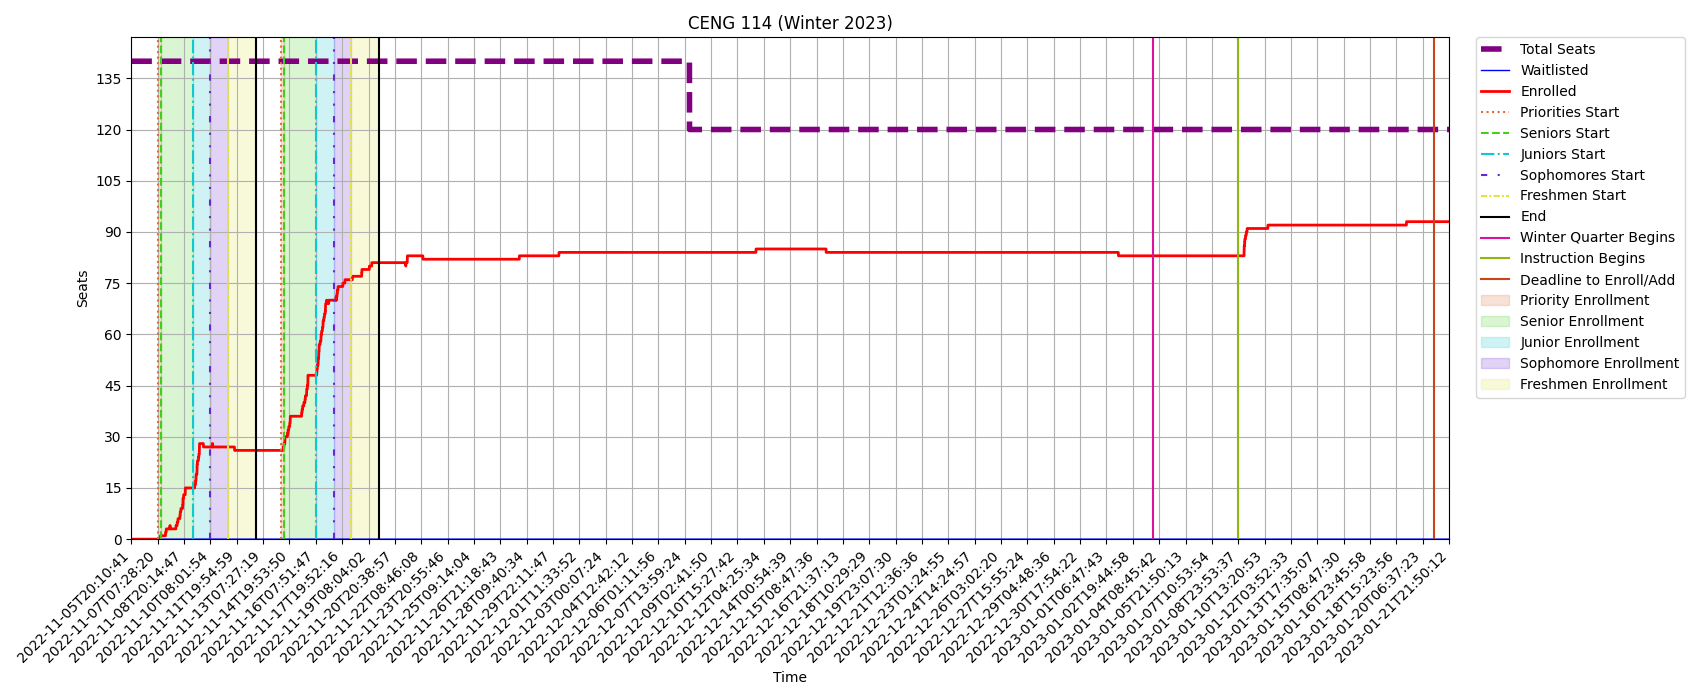 CENG 114 (Winter 2023)
Seats
135
120
105
90
75
60
45
30
15
0
2022-11-05T20:10:41
2022-11-07T07:28:20
2022-11-08T20:14:47
2022-11-10T08:01:54
2022-11-11T19:54:59
2022-11-13T07:27:19
2022-11-14T19:53:50
2022-11-16T07:51:47
2022-11-17T19:52:16
2022-11-19T08:04:02
2022-11-20T20:38:57
2022-11-22T08:46:08
2022-11-23T20:55:46
2022-11-25T09:14:04
2022-11-26T21:18:43
2022-11-28T09:40:34
2022-11-29T22:11:47
2022-12-01T11:33:52
2022-12-03T00:07:24
2022-12-04T12:42:12
2022-12-06T01:11:56
2022-12-07T13:59:24
2022-12-09T02:41:50
2022-12-10T15:27:42
2022-12-12T04:25:34
2022-12-14T00:54:39
2022-12-15T08:47:36
2022-12-16T21:37:13
2022-12-18T10:29:29
2022-12-19T23:07:30
2022-12-21T12:36:36
2022-12-23T01:24:55
2022-12-24T14:24:57
2022-12-26T03:02:20
2022-12-27T15:55:24
2022-12-29T04:48:36
2022-12-30T17:54:22
2023-01-01T06:47:43
2023-01-02T19:44:58
2023-01-04T08:45:42
2023-01-05T21:50:13
2023-01-07T10:53:54
2023-01-08T23:53:37
2023-01-10T13:20:53
2023-01-12T03:52:33
2023-01-13T17:35:07
2023-01-15T08:47:30
2023-01-16T23:45:58
2023-01-18T15:23:56
2023-01-20T06:37:23
2023-01-21T21:50:12
Time
Total Seats
Waitlisted
Enrolled
Priorities Start
Seniors Start
Juniors Start
Sophomores Start
Freshmen Start
End
Winter Quarter Begins
Instruction Begins
Deadline to Enroll/Add
Priority Enrollment
Senior Enrollment
Junior Enrollment
Sophomore Enrollment
Freshmen Enrollment